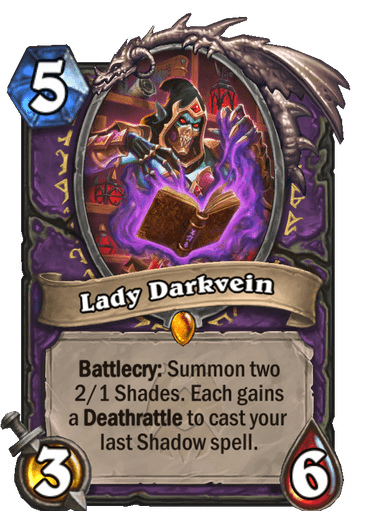 5
Lady Darkvein
Battlecry: Summon two
2/1 Shades. Each gains
a Deathrattle to cast your
last Shadow spell.
3
6